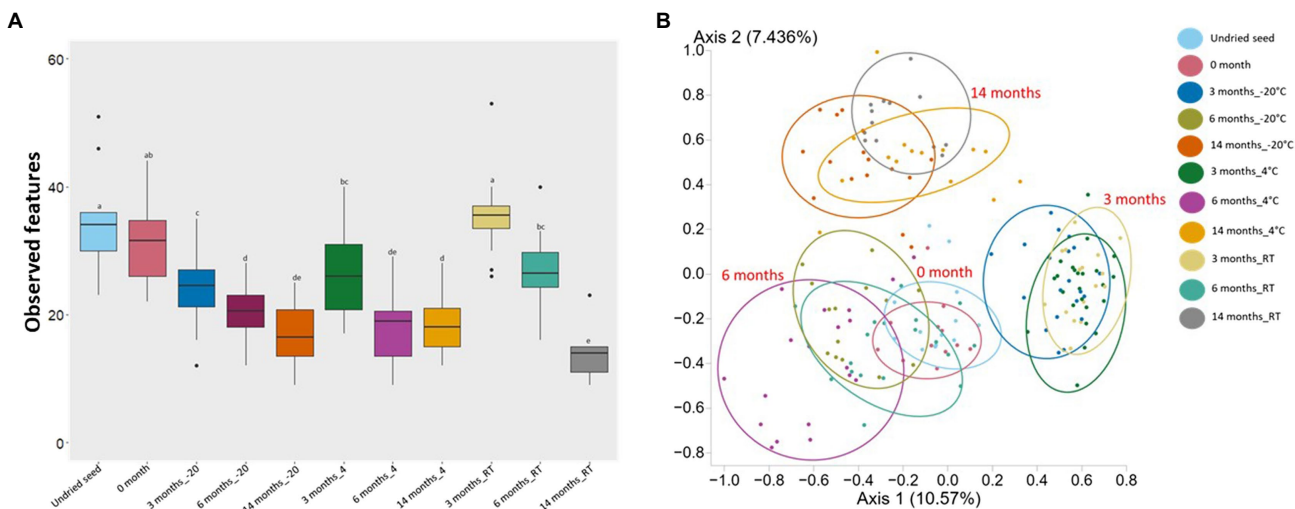 A
Observed features
60
40
20
0
a
ab
c
d
de
bc
de
d
a
bc
e
Undried seed
0 month
3 months_-20
6 months_-20
14 months_-20
3 months_4
6 months_4
14 months_4
3 months_RT
6 months_RT
14 months_RT
B
Axis 2 (7.436%)
1.0
0.8
0.6
0.4
0.2
0.0
−0.2
−0.4
−0.6
−0.8
14 months
3 months
6 months
0 month
−1.0 −0.8 −0.6 −0.4 −0.2 0.0 0.2 0.4 0.6 0.8
Axis 1 (10.57%)
Undried seed
0 month
3 months_-20°C
6 months_-20°C
14 months_-20°C
3 months_4°C
6 months_4°C
14 months_4°C
3 months_RT
6 months_RT
14 months_RT